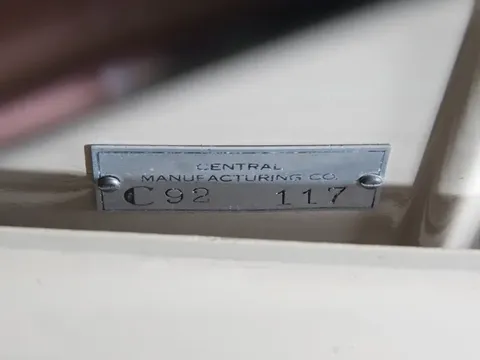 CENTRAL
MANUFACTURING CO.
C92 117